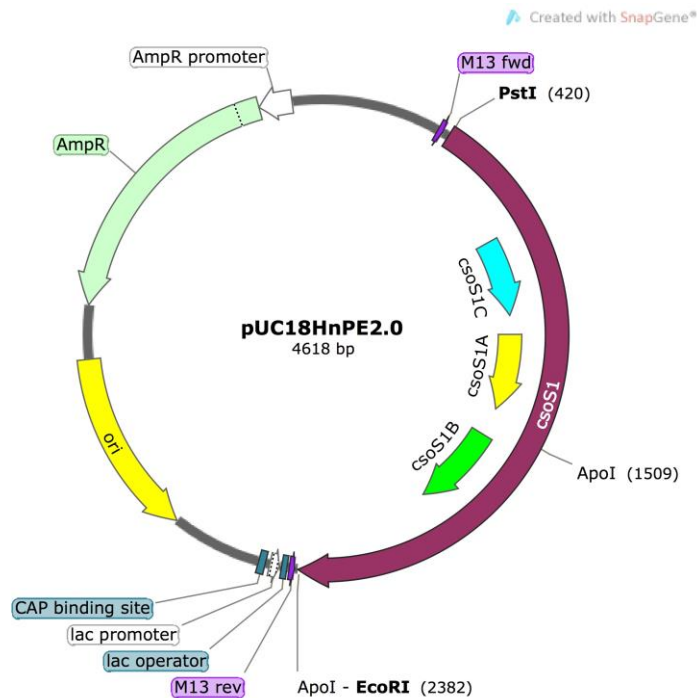 Created with SnapGene®
AmpR promoter
M13 fwd
PstI (420)
AmpR
csoS1C
pUC18HnPE2.0
4618 bp
csoS1A
csoS1
csoS1B
ori
ApoI (1509)
CAP binding site
lac promoter
lac operator
M13 rev
ApoI - EcoRI (2382)